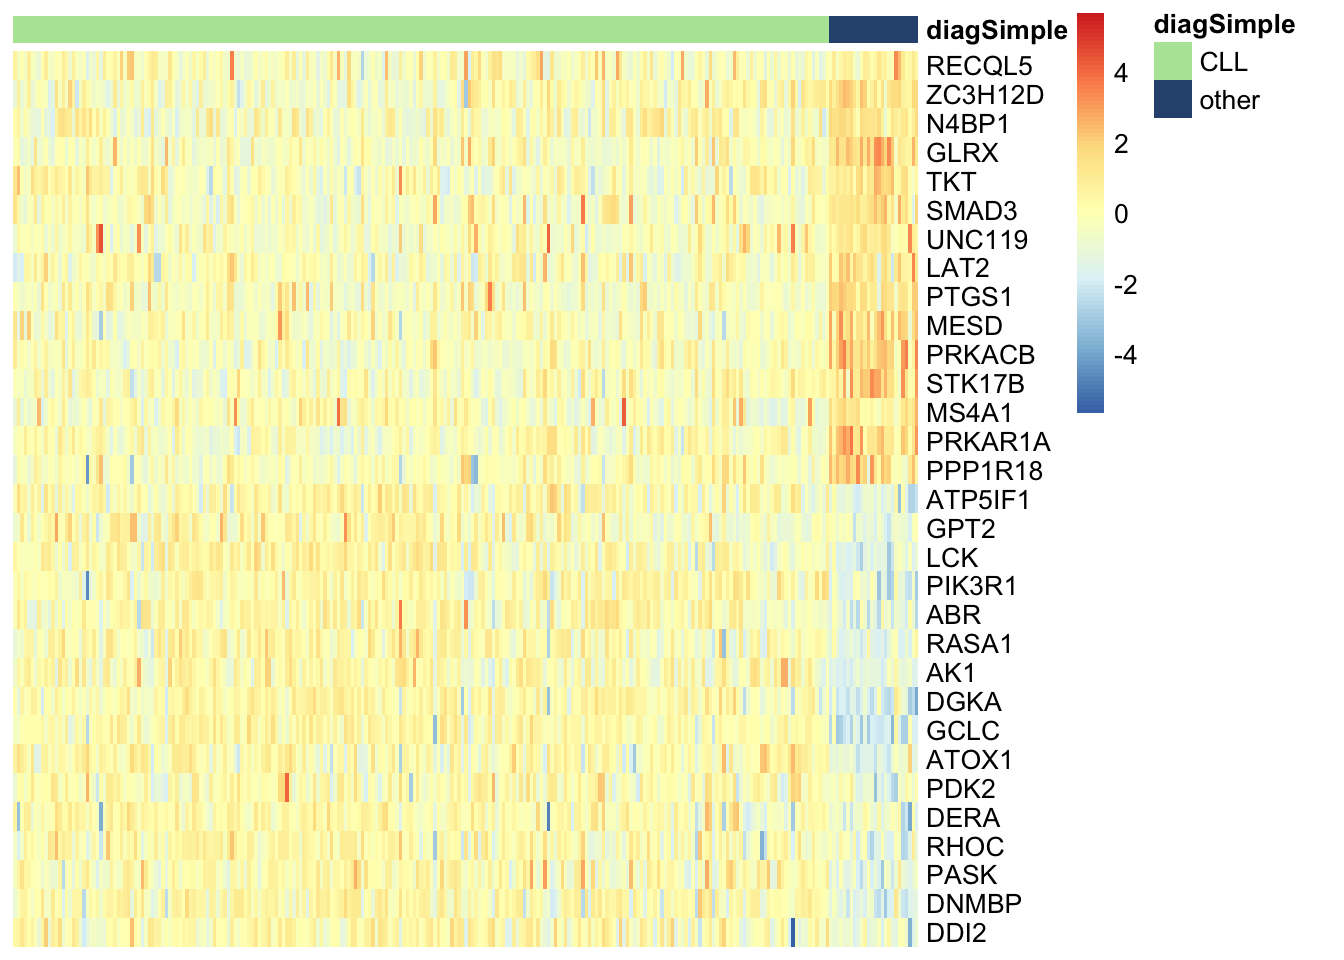 diagSimple
RECQL5
ZC3H12D
N4BP1
GLRX
TKT
SMAD3
UNC119
LAT2
PTGS1
MESD
PRKACB
STK17B
MS4A1
PRKAR1A
PPP1R18
ATP5IF1
GPT2
LCK
PIK3R1
ABR
RASA1
AK1
DGKA
GCLC
ATOX1
PDK2
DERA
RHOC
PASK
DNMBP
DDI2
4
2
0
-2
-4
diagSimple
CLL
other